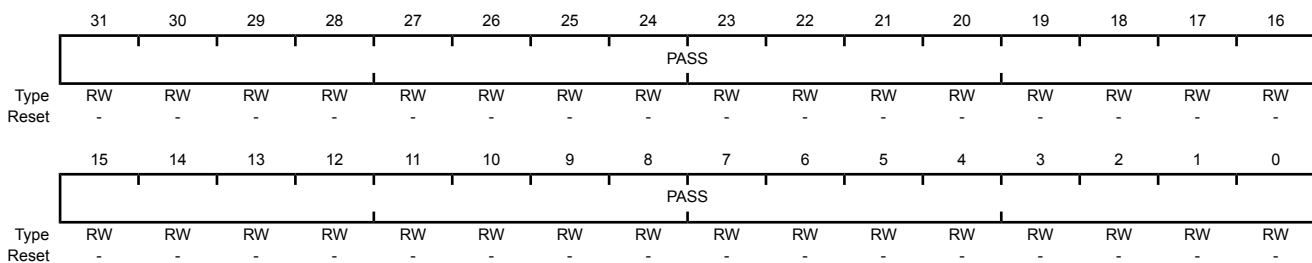 31 30 29 28 27 26 25 24 23 22 21 20 19 18 17 16
PASS
Type RW RW RW RW RW RW RW RW RW RW RW RW RW RW RW RW
Reset - - - - - - - - - - - - - - - -
15 14 13 12 11 10 9 8 7 6 5 4 3 2 1 0
PASS
Type RW RW RW RW RW RW RW RW RW RW RW RW RW RW RW RW
Reset - - - - - - - - - - - - - - - -